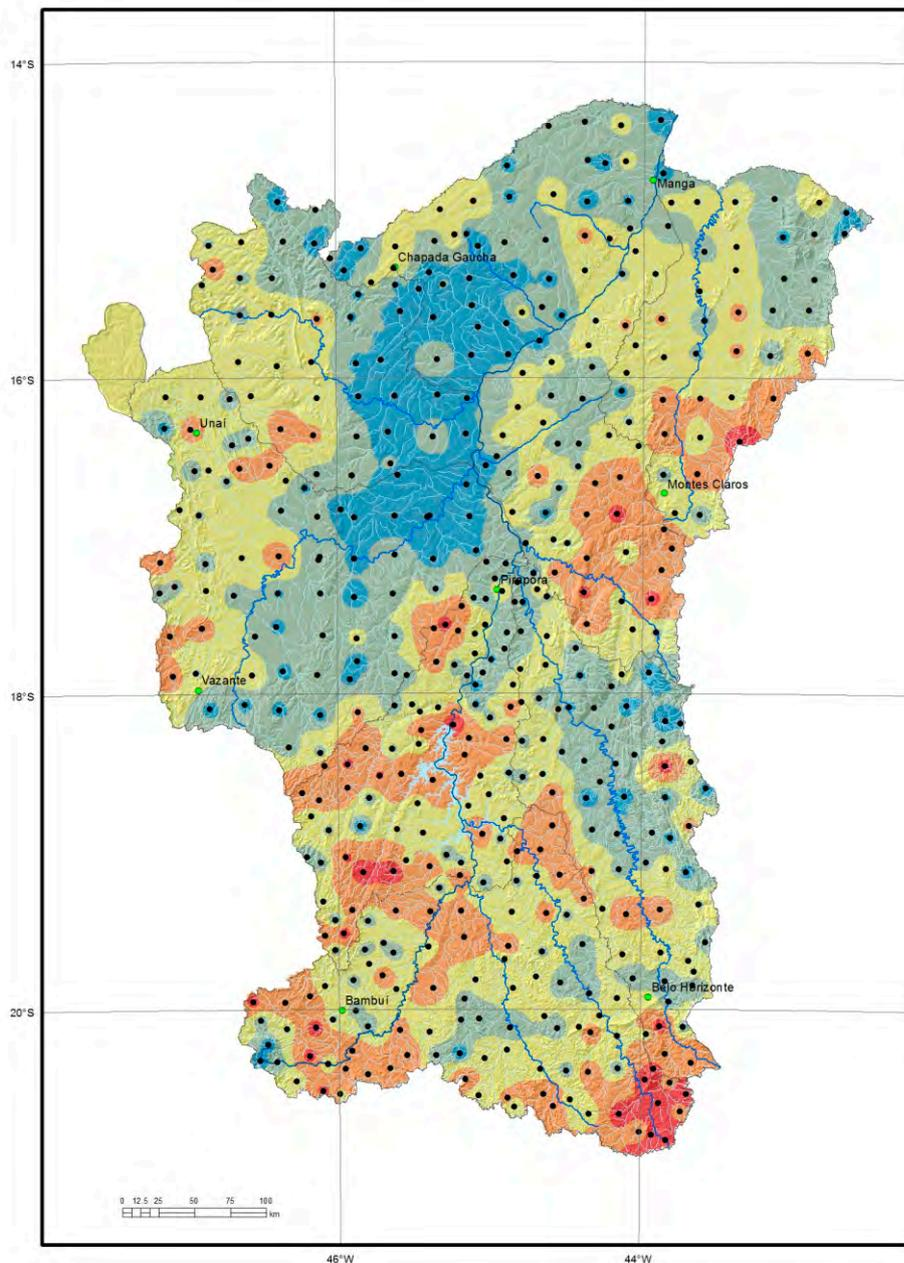 14°S
Manga
Chapada Gaucha
16°S
Unaí
Montes Claros
Pirapora
18°S
Vazante
Belo Horizonte
20°S
Bambuí
0 12.5 25 50 75 100
km
46°W 44°W